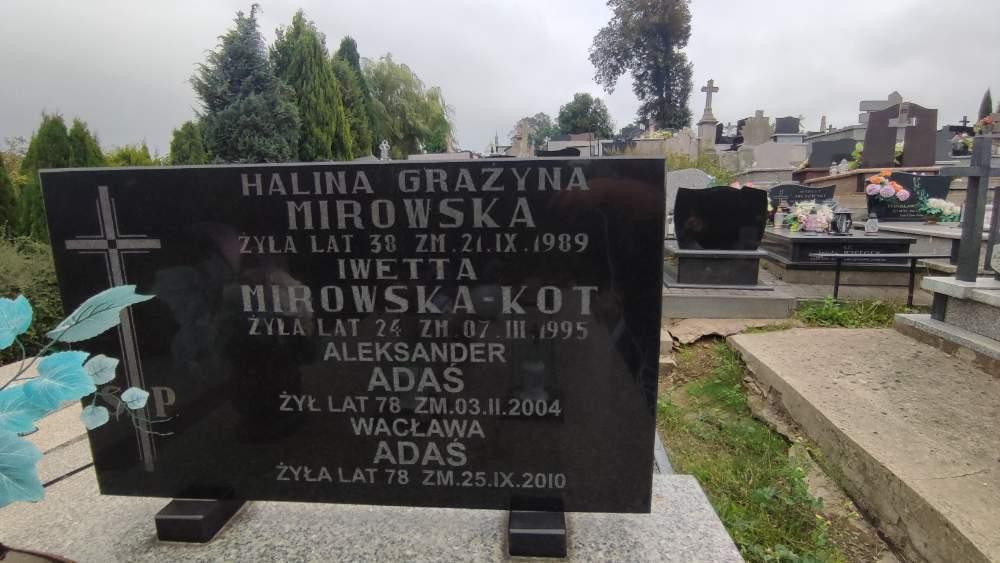 HALINA GRAŻYNA
MIROWSKA
ŻYŁA LAT 38 ZM.21.IX.1989
IWETTA
MIROWSKA-KOT
ŻYŁA LAT 24 ZM.07.III.1995
ALEKSANDER
ADAŚ
ŻYŁ LAT 78 ZM.03.II.2004
WACŁAWA
ADAŚ
ŻYŁA LAT 78 ZM.25.IX.2010
Ś P